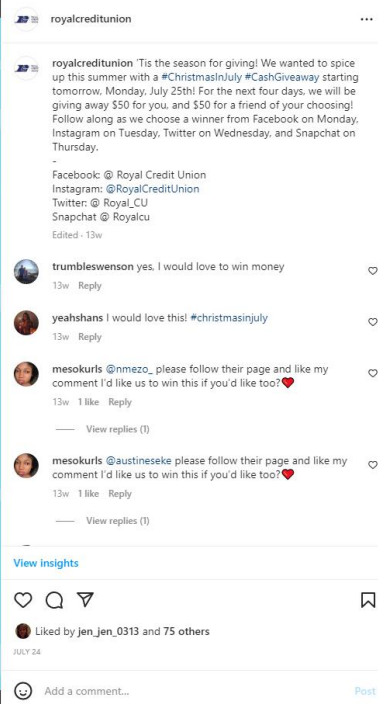 royalcreditunion
royalcreditunion 'Tis the season for giving! We wanted to spice
up this summer with a #ChristmasInJuly #CashGiveaway starting
tomorrow, Monday, July 25th! For the next four days, we will be
giving away $50 for you, and $50 for a friend of your choosing!
Follow along as we choose a winner from Facebook on Monday,
Instagram on Tuesday, Twitter on Wednesday, and Snapchat on
Thursday.
-
Facebook: @ Royal Credit Union
Instagram: @RoyalCreditUnion
Twitter: @ Royal_CU
Snapchat @ Royalcu
Edited · 13w
trumbleswenson yes, I would love to win money
13w Reply
yeahshans I would love this! #christmasinjuly
13w Reply
mesokurls @nmezo_ please follow their page and like my
comment I'd like us to win this if you'd like too?❤️
13w 1 like Reply
View replies (1)
mesokurls @austineseke please follow their page and like my
comment I'd like us to win this if you'd like too?❤️
13w 1 like Reply
View replies (1)
View insights
Liked by jen_jen_0313 and 75 others
JULY 24
Add a comment...
Post